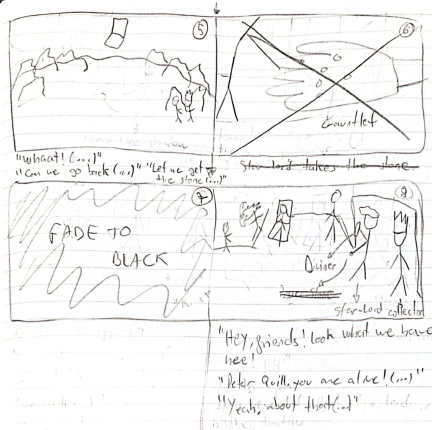 5
6
Gauntlet
"Whaat! (...)"
"Can we go back (...)" "Let me get
the stone (...)"
Star-Lord takes the stone
7
FADE TO
BLACK
8
Star-Lord
collector
"Hey, friends! Look what we have
here!
"Peter Quill, you are alive! (...)"
"Yeah, about that (...)"